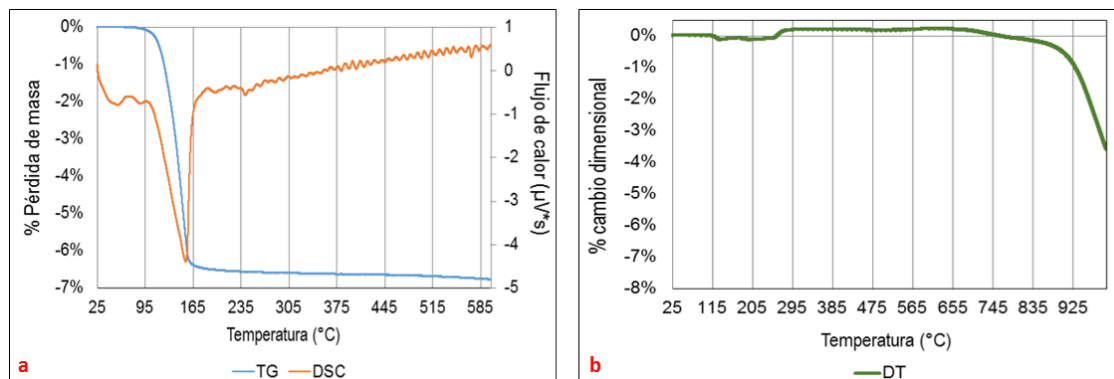 0%
-1%
-2%
-3%
-4%
-5%
-6%
-7%
% Pérdida de masa
1
0
-1
-2
-3
-4
-5
Flujo de calor (µV*s)
25 95 165 235 305 375 445 515 585
Temperatura (°C)
TG DSC
a
0%
-1%
-2%
-3%
-4%
-5%
-6%
-7%
-8%
% cambio dimensional
25 115 205 295 385 475 565 655 745 835 925
Temperatura (°C)
DT
b